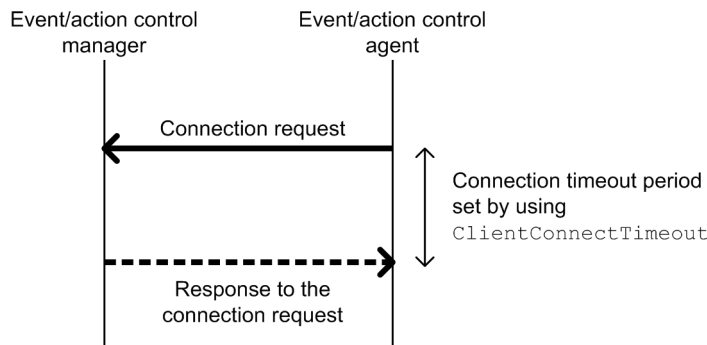 Event/action control
manager
Event/action control
agent
Connection request
Connection timeout period
set by using
ClientConnectTimeout
Response to the
connection request